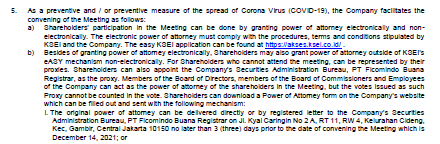 5. As a preventive and / or preventive measure of the spread of Corona Virus (COVID-19), the Company facilitates the
convening of the Meeting as follows:
a) Shareholders' participation in the Meeting can be done by granting power of attorney electronically and non-
electronically. The electronic power of attorney must comply with the procedures, terms and conditions stipulated by
KSEI and the Company. The easy KSEI application can be found at https://akses.ksei.co.id/ .
b) Besides of granting power of attorney electronically, Shareholders may also grant power of attorney outside of KSEI's
eASY mechanism non-electronically. For Shareholders who cannot attend the meeting, can be represented by their
proxies. Shareholders can also appoint the Company's Securities Administration Bureau, PT Ficomindo Buana
Registrar, as the proxy. Members of the Board of Directors, members of the Board of Commissioners and Employees
of the Company can act as the power of attorney of the shareholders in the Meeting, but the votes issued as such
Proxy cannot be counted in the vote. Shareholders can download a Power of Attorney form on the Company's website
which can be filled out and sent with the following mechanism:
i. The original power of attorney can be delivered directly or by registered letter to the Company's Securities
Administration Bureau, PT Ficomindo Buana Registrar on Jl. Kyai Caringin No 2 A, RT 11, RW 4, Kelurahan Cideng,
Kec, Gambir, Central Jakarta 10150 no later than 3 (three) days prior to the date of convening the Meeting which is
December 14, 2021; or